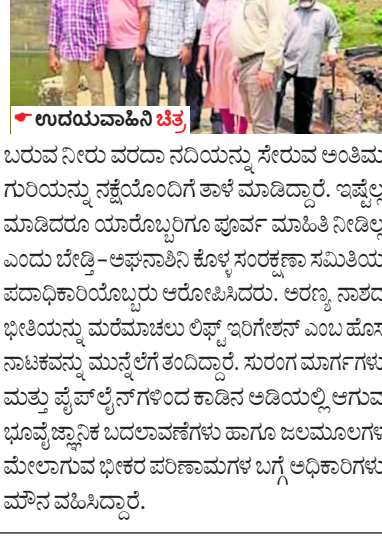 ☛ ಉದಯವಾಹಿನಿ ಚಿತ್ರ
ಬರುವ ನೀರು ವರದಾ ನದಿಯನ್ನು ಸೇರುವ ಅಂತಿಮ
ಗುರಿಯನ್ನು ನಕ್ಷೆಯೊಂದಿಗೆ ತಾಳೆ ಮಾಡಿದ್ದಾರೆ. ಇಷ್ಟೆಲ್ಲ
ಮಾಡಿದರೂ ಯಾರೊಬ್ಬರಿಗೂ ಪೂರ್ವ ಮಾಹಿತಿ ನೀಡಿಲ್ಲ
ಎಂದು ಬೇಡ್ತಿ-ಅಘನಾಶಿನಿ ಕೊಳ್ಳ ಸಂರಕ್ಷಣಾ ಸಮಿತಿಯ
ಪದಾಧಿಕಾರಿಯೊಬ್ಬರು ಆರೋಪಿಸಿದರು. ಅರಣ್ಯ ನಾಶದ
ಭೀತಿಯನ್ನು ಮರೆಮಾಚಲು ಲಿಫ್ಟ್ ಇರಿಗೇಶನ್ ಎಂಬ ಹೊಸ
ನಾಟಕವನ್ನು ಮುನ್ನೆಲೆಗೆ ತಂದಿದ್ದಾರೆ. ಸುರಂಗ ಮಾರ್ಗಗಳು
ಮತ್ತು ಪೈಪ್‌ಲೈನ್‌ಗಳಿಂದ ಕಾಡಿನ ಅಡಿಯಲ್ಲಿ ಆಗುವ
ಭೂವೈಜ್ಞಾನಿಕ ಬದಲಾವಣೆಗಳು ಹಾಗೂ ಜಲಮೂಲಗಳ
ಮೇಲಾಗುವ ಭೀಕರ ಪರಿಣಾಮಗಳ ಬಗ್ಗೆ ಅಧಿಕಾರಿಗಳು
ಮೌನ ವಹಿಸಿದ್ದಾರೆ.